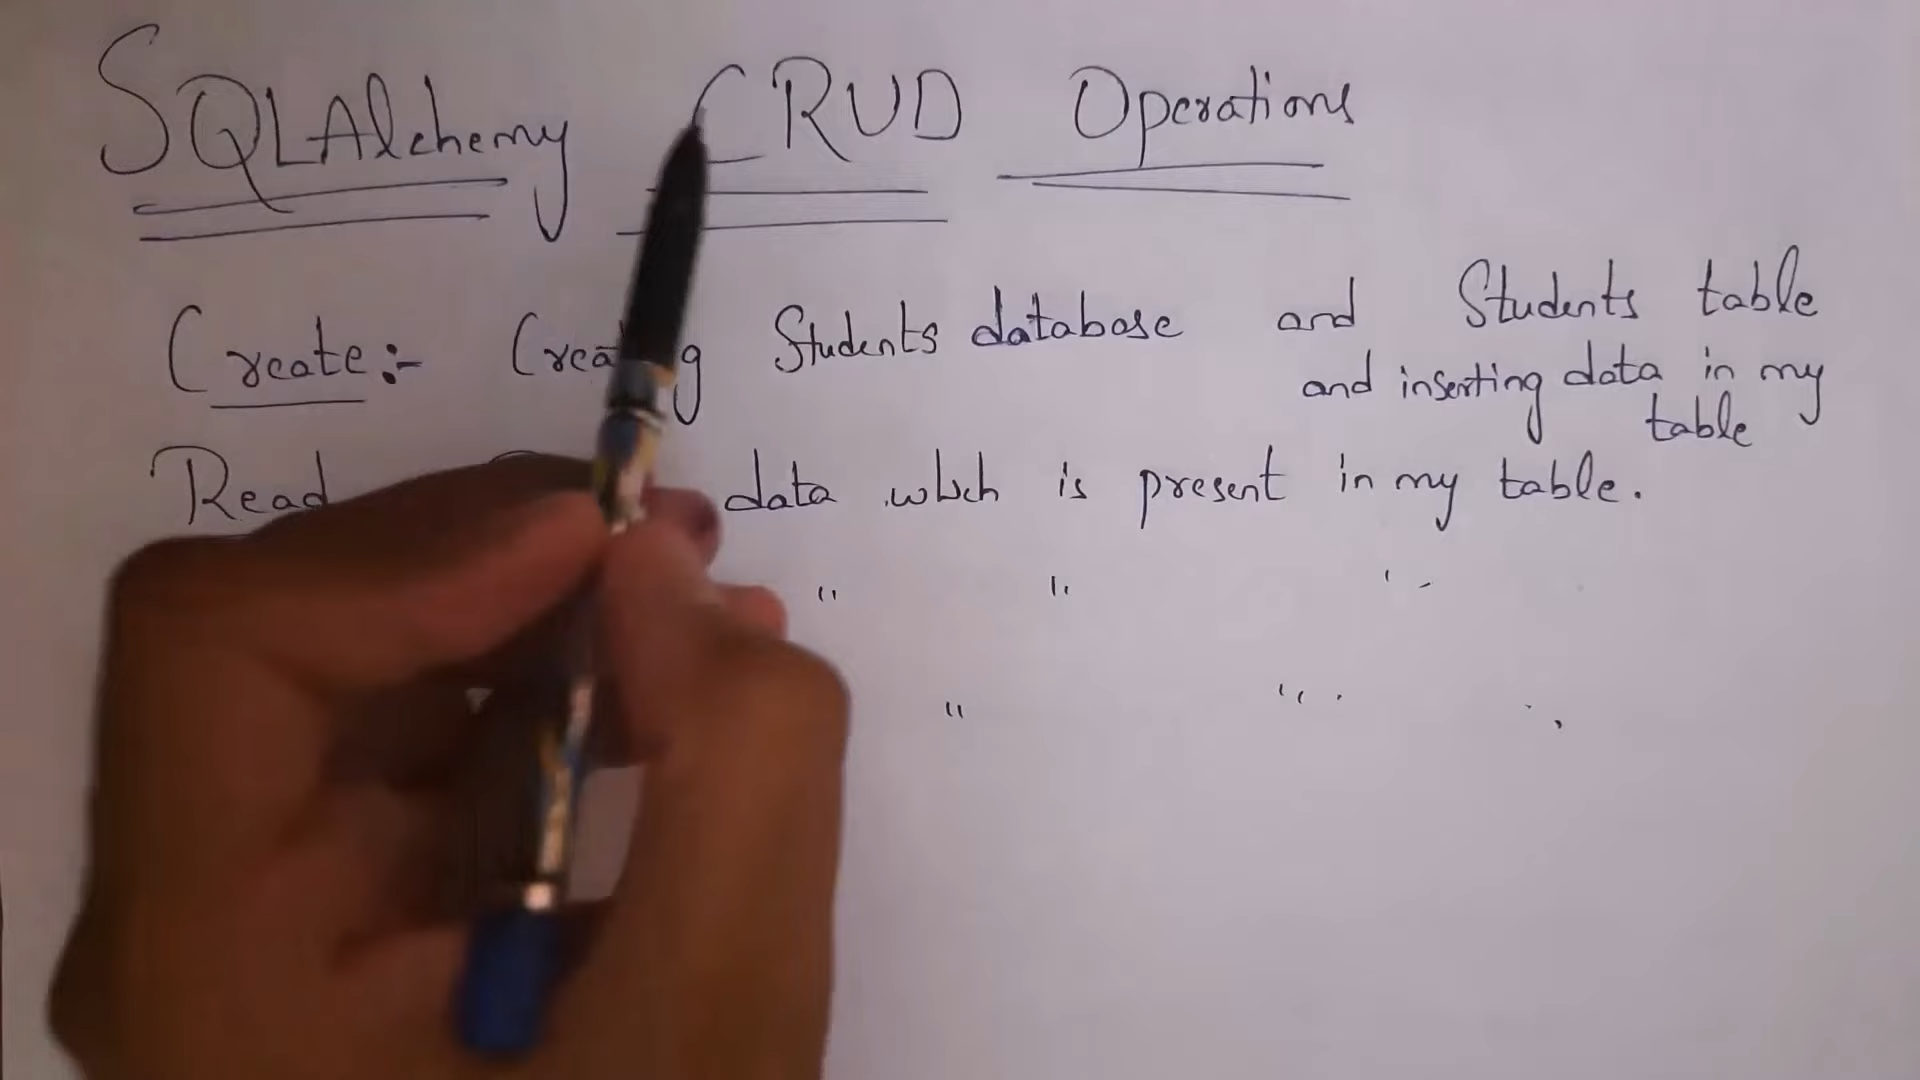 SQLAlchemy CRUD Operations
Create:- Creating Students database and Students table
and inserting data in my
table
Read data which is present in my table.
" " "
" "